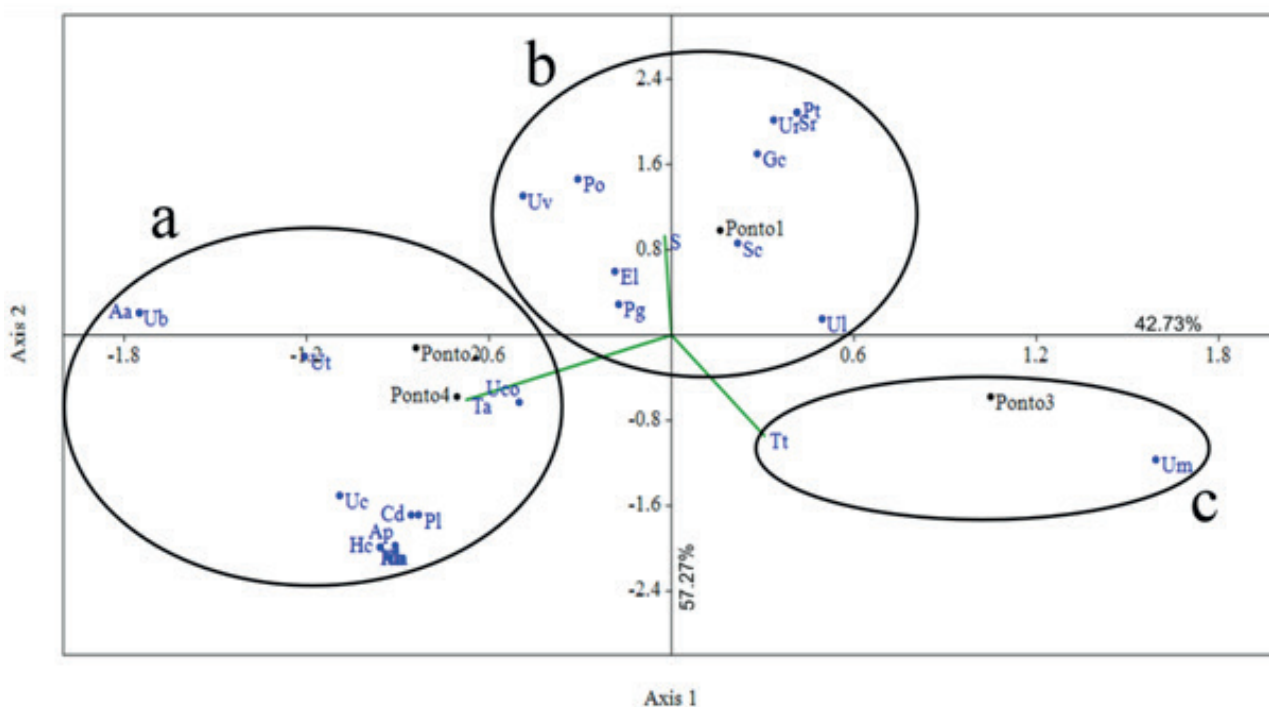 b
2.4
Pt
Ur
Sr
1.6
Gc
Po
Uv
a
Ponto1
0.8
S
Sc
El
Pg
Aa
Ub
Ul
42.73%
Axis 2
-1.8
-1.2
Ut
Ponto2
0.6
0.6
1.2
1.8
Ponto4
Uco
Ta
Ponto3
-0.8
Tt
Um
Uc
Cd
Pl
-1.6
c
Ap
Hc
-2.4
57.27%
Axis 1